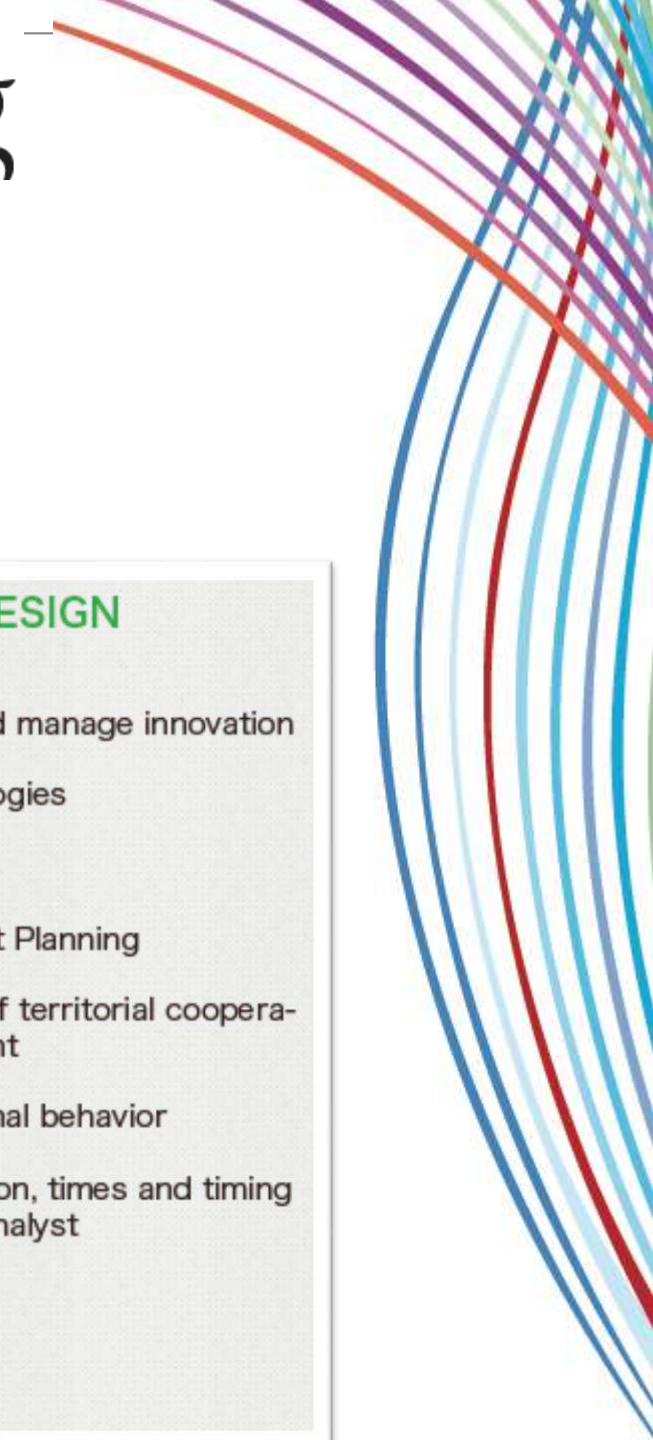 ESIGN
d manage innovation
ogies
t Planning
f territorial coopera-
nt
nal behavior
on, times and timing
nalyst